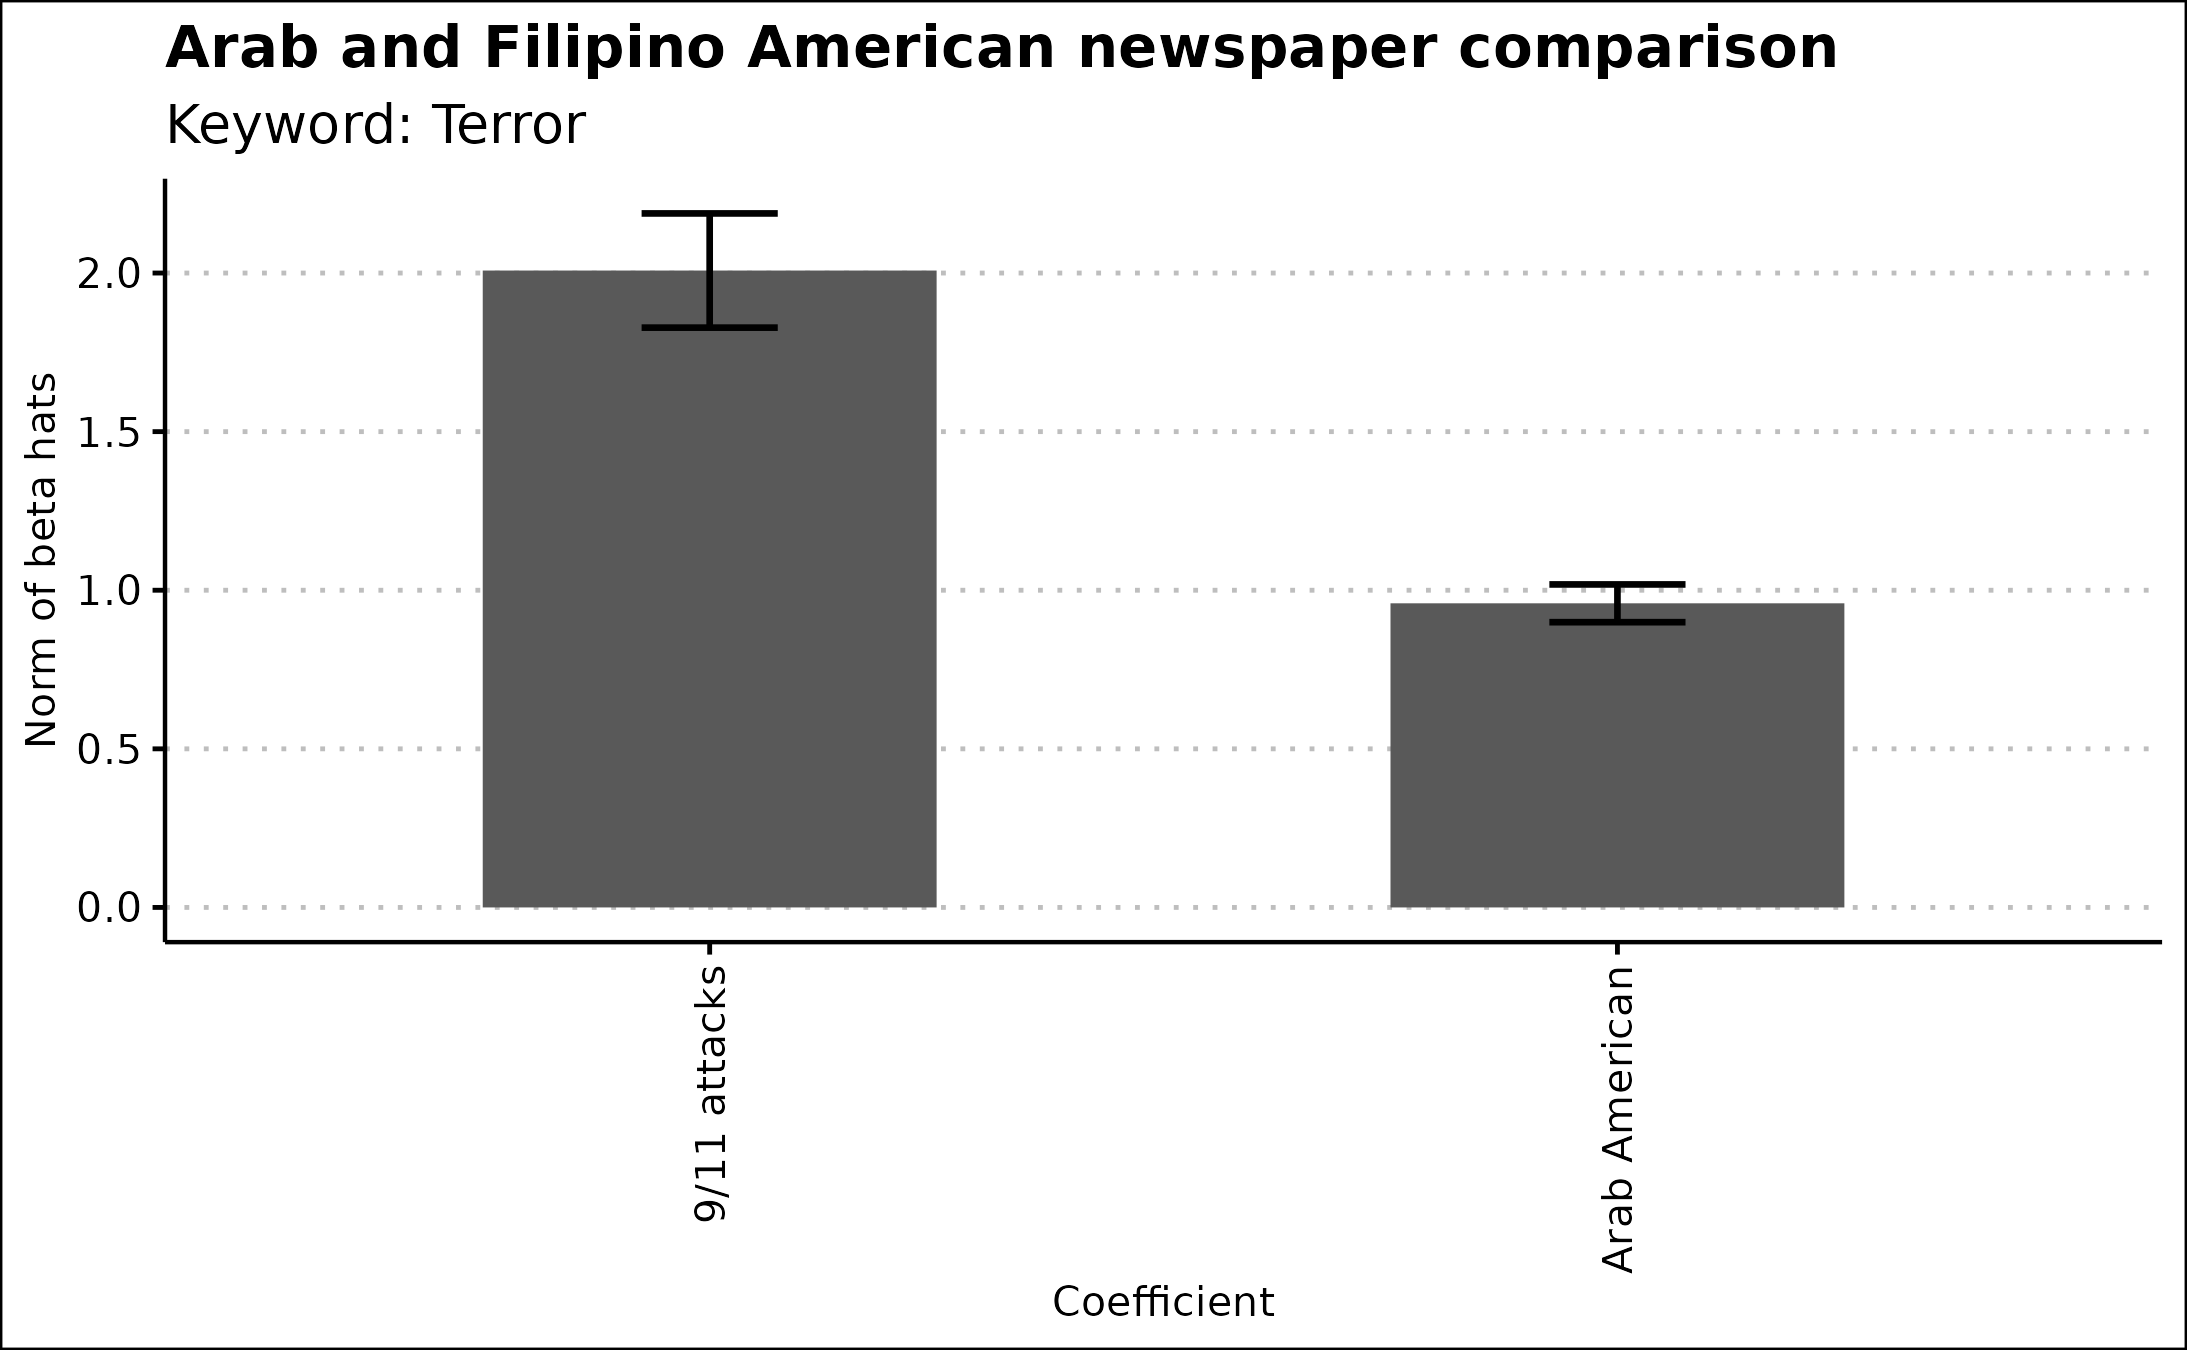 Arab and Filipino American newspaper comparison
Keyword: Terror
Norm of beta hats
2.0
1.5
1.0
0.5
0.0
9/11 attacks
Arab American
Coefficient